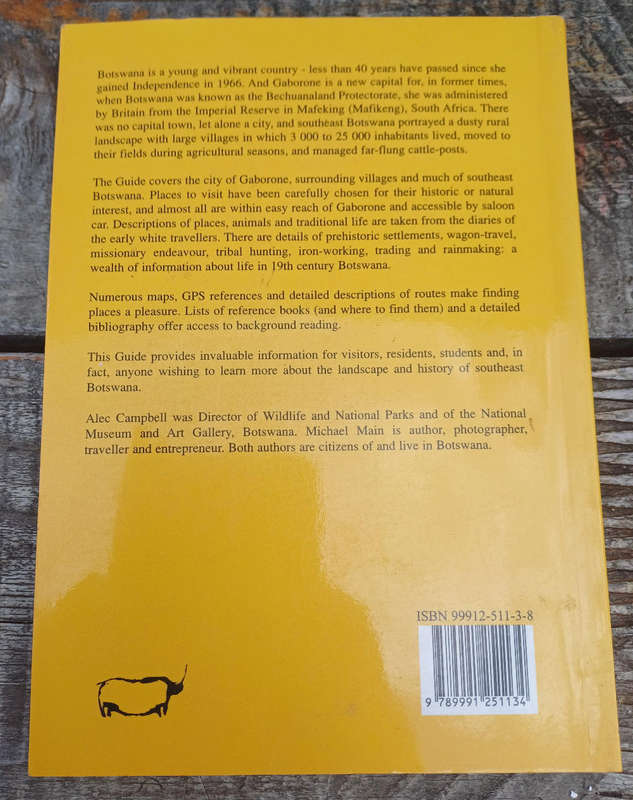 Botswana is a young and vibrant country - less than 40 years have passed since she
gained Independence in 1966. And Gaborone is a new capital for, in former times,
when Botswana was known as the Bechuanaland Protectorate, she was administered
by Britain from the Imperial Reserve in Mafeking (Mafikeng), South Africa. There
was no capital town, let alone a city, and southeast Botswana portrayed a dusty rural
landscape with large villages in which 3 000 to 25 000 inhabitants lived, moved to
their fields during agricultural seasons, and managed far-flung cattle-posts.
The Guide covers the city of Gaborone, surrounding villages and much of southeast
Botswana. Places to visit have been carefully chosen for their historic or natural
interest, and almost all are within easy reach of Gaborone and accessible by saloon
car. Descriptions of places, animals and traditional life are taken from the diaries of
the early white travellers. There are details of prehistoric settlements, wagon-travel,
missionary endeavour, tribal hunting, iron-working, trading and rainmaking: a
wealth of information about life in 19th century Botswana.
Numerous maps, GPS references and detailed descriptions of routes make finding
places a pleasure. Lists of reference books (and where to find them) and a detailed
bibliography offer access to background reading.
This Guide provides invaluable information for visitors, residents, students and, in
fact, anyone wishing to learn more about the landscape and history of southeast
Botswana.
Alec Campbell was Director of Wildlife and National Parks and of the National
Museum and Art Gallery, Botswana. Michael Main is author, photographer,
traveller and entrepreneur. Both authors are citizens of and live in Botswana.
ISBN 99912-511-3-8
9 789991 251134